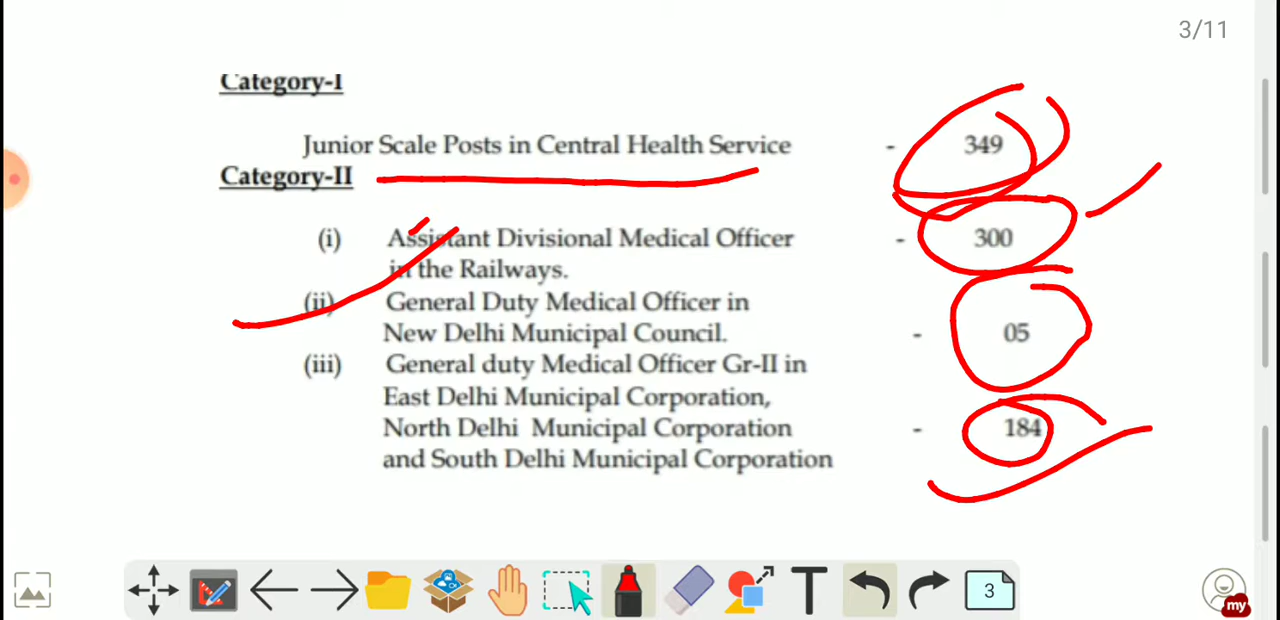 3/11
Category-I
Junior Scale Posts in Central Health Service - 349
Category-II
(i) Assistant Divisional Medical Officer - 300
in the Railways.
(ii) General Duty Medical Officer in
New Delhi Municipal Council. - 05
(iii) General duty Medical Officer Gr-II in
East Delhi Municipal Corporation,
North Delhi Municipal Corporation - 184
and South Delhi Municipal Corporation
T
3
my